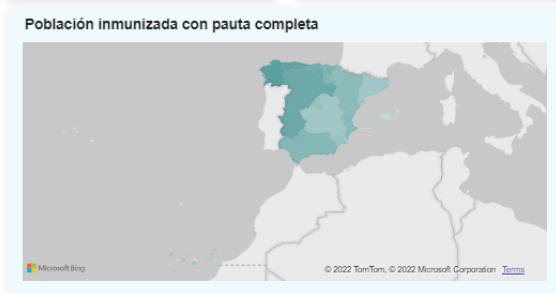 Población inmunizada con pauta completa
Microsoft Bing
© 2022 TomTom, © 2022 Microsoft Corporation Terms